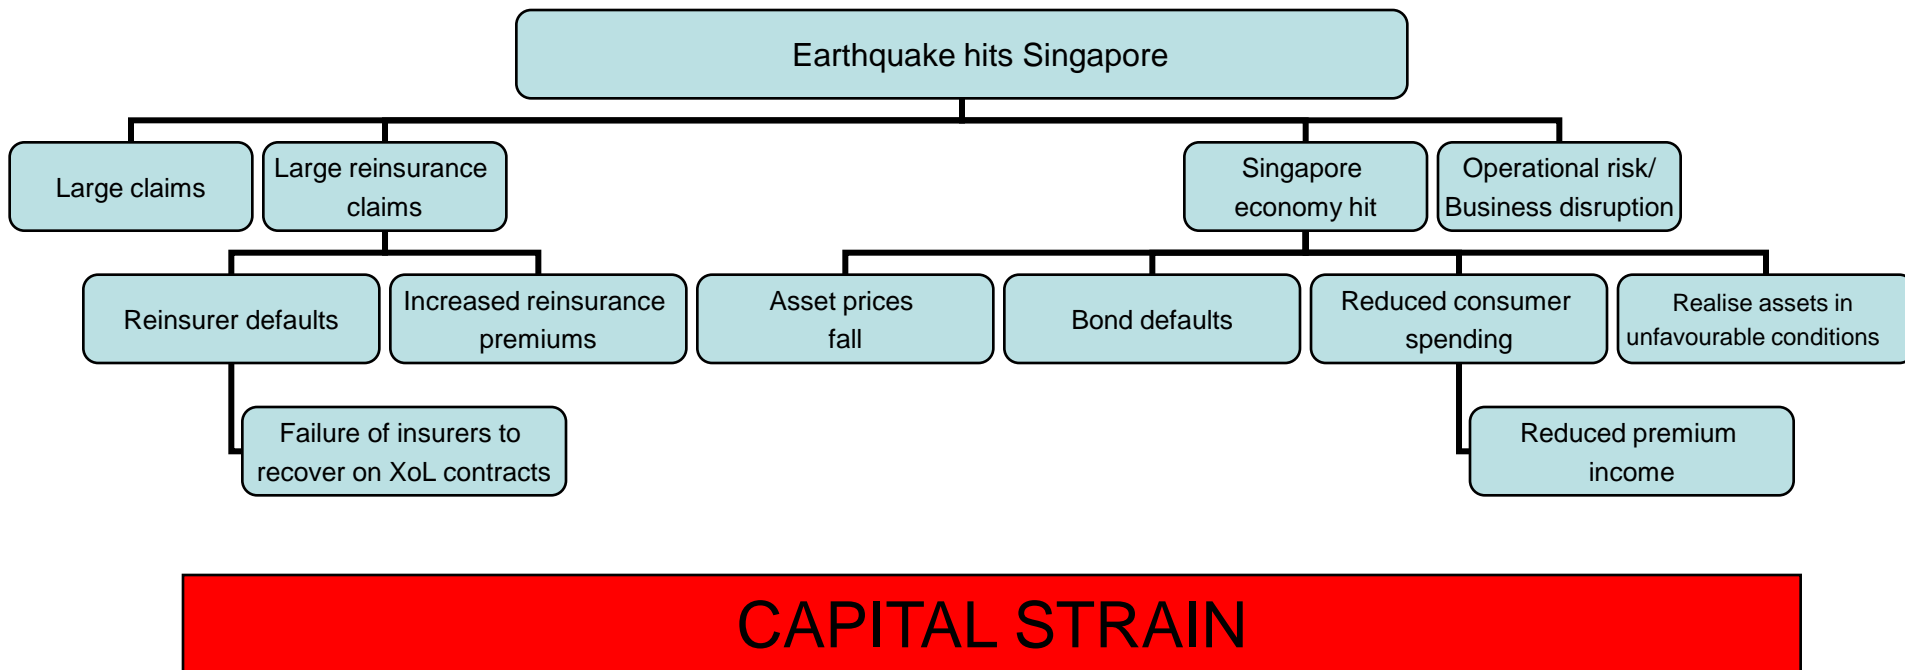 Earthquake hits Singapore
Large claims
Large reinsurance
claims
Singapore
economy hit
Operational risk/
Business disruption
Reinsurer defaults
Increased reinsurance
premiums
Asset prices
fall
Bond defaults
Reduced consumer
spending
Realise assets in
unfavourable conditions
Failure of insurers to
recover on XoL contracts
Reduced premium
income
CAPITAL STRAIN